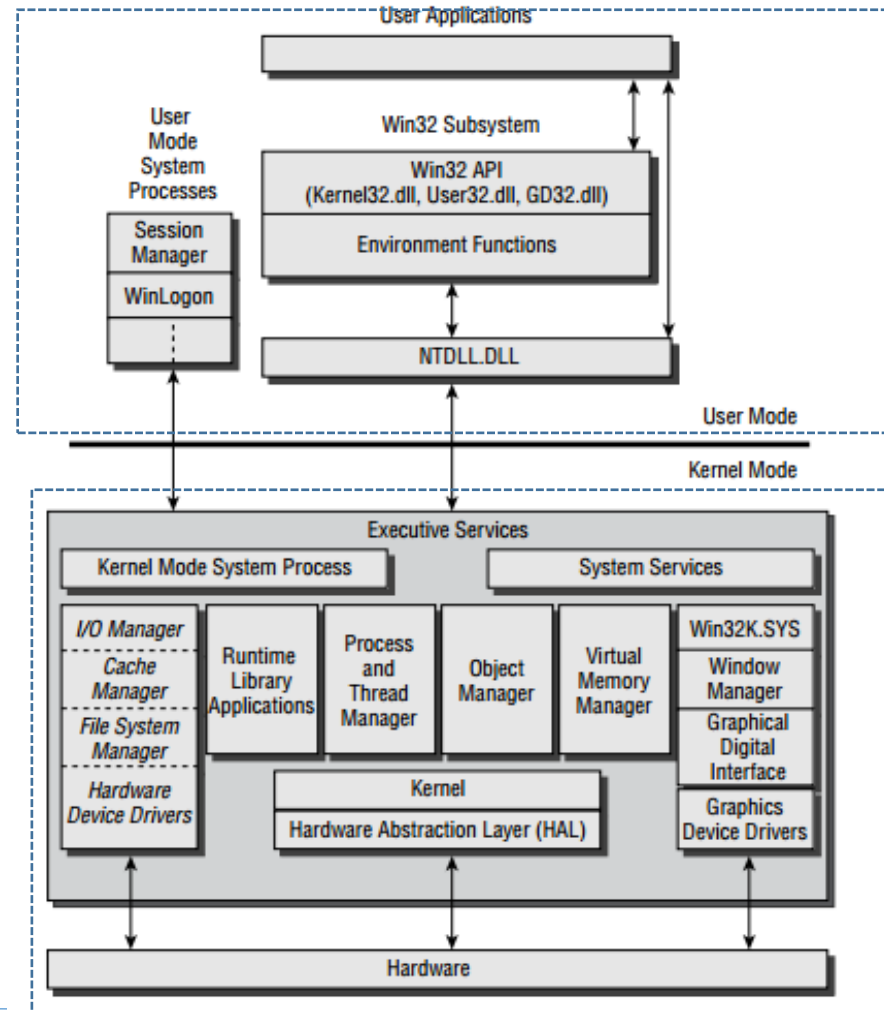 User Applications
User
Mode
System
Processes
Win32 Subsystem
Win32 API
(Kernel32.dll, User32.dll, GD32.dll)
Environment Functions
Session
Manager
WinLogon
NTDLL.DLL
User Mode
Kernel Mode
Executive Services
Kernel Mode System Process
System Services
I/O Manager
Cache
Manager
File System
Manager
Hardware
Device Drivers
Runtime
Library
Applications
Process
and
Thread
Manager
Object
Manager
Virtual
Memory
Manager
Win32K.SYS
Window
Manager
Graphical
Digital
Interface
Graphics
Device Drivers
Kernel
Hardware Abstraction Layer (HAL)
Hardware